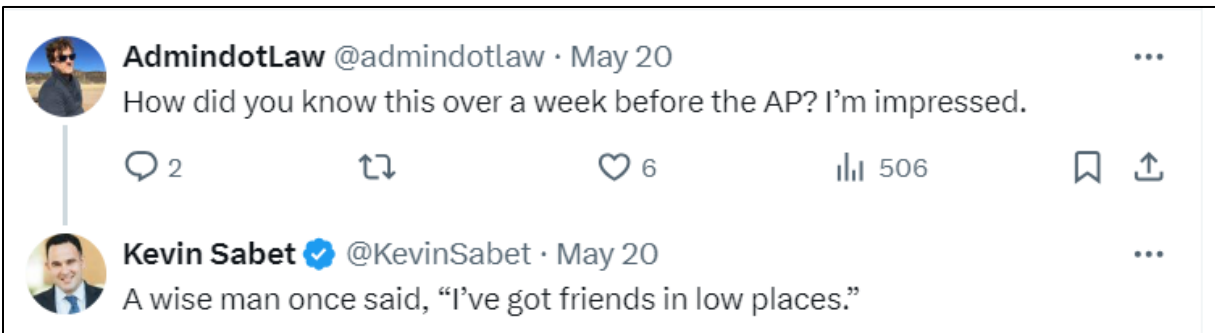 AdmindotLaw @admindotlaw · May 20
How did you know this over a week before the AP? I’m impressed.
2 6 506
Kevin Sabet @KevinSabet · May 20
A wise man once said, “I’ve got friends in low places.”